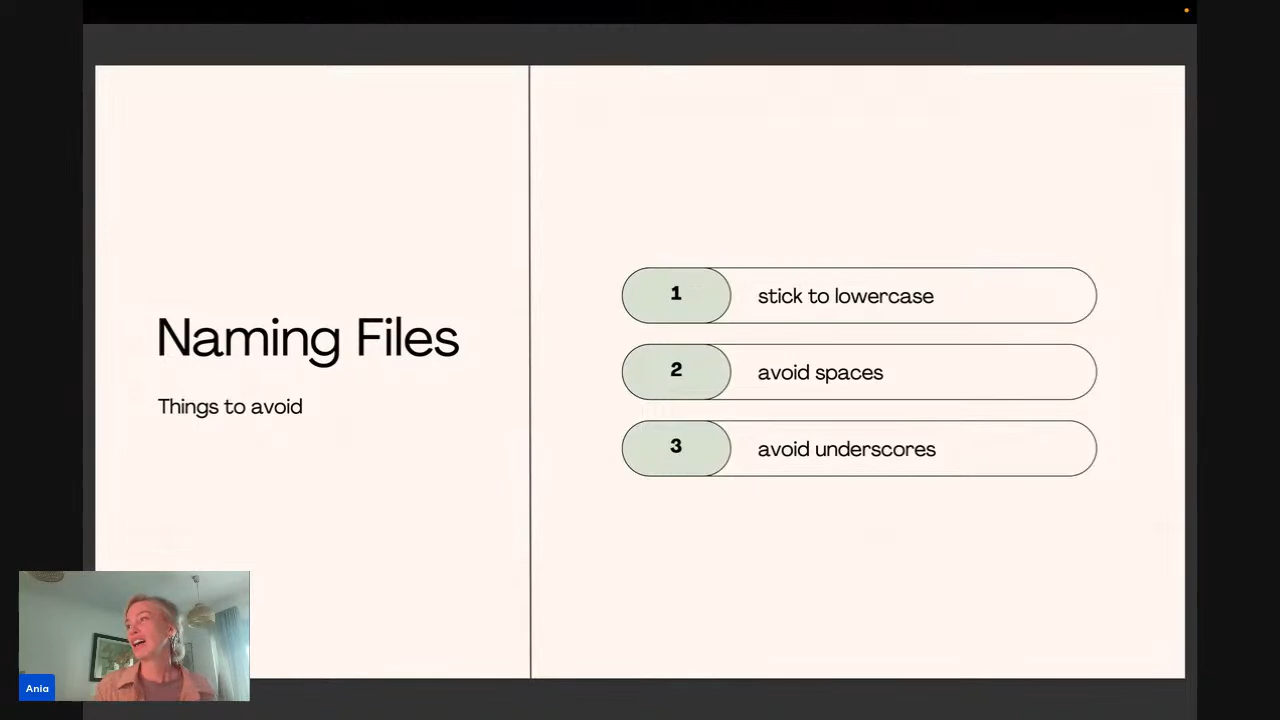 Naming Files
Things to avoid
1 stick to lowercase
2 avoid spaces
3 avoid underscores
Ania